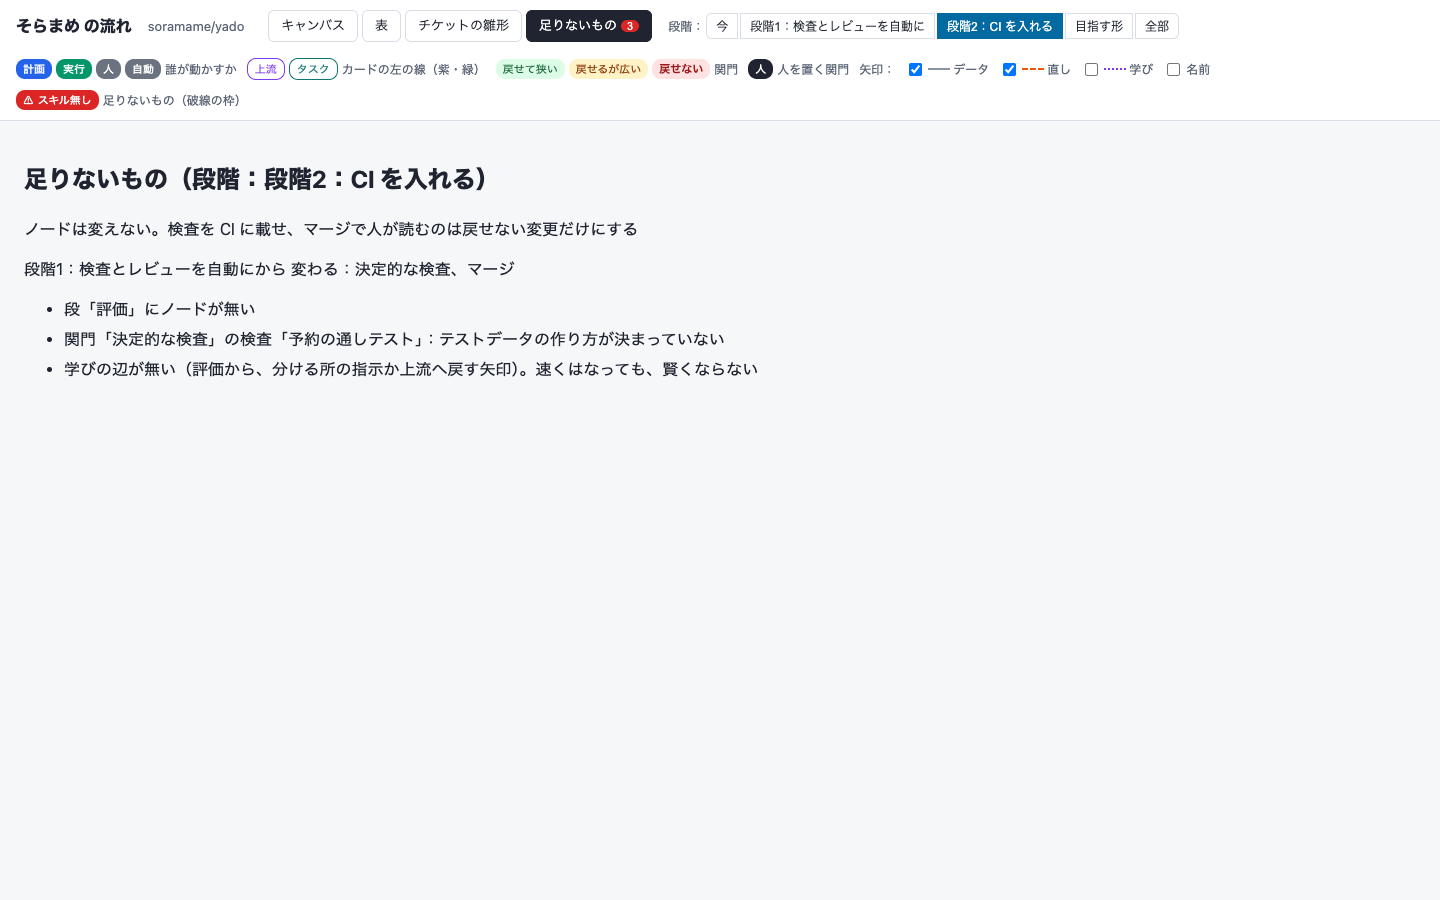 そらまめ の流れ soramame/yado キャンバス 表 チケットの雛形 足りないもの 3 段階： 今 段階1：検査とレビューを自動に 段階2：CI を入れる 目指す形 全部
計画 実行 人 自動 誰が動かすか 上流 タスク カードの左の線（紫・緑） 戻せて狭い 戻せるが広い 戻せない 関門 人 人を置く関門 矢印： データ 直し 学び 名前
⚠ スキル無し 足りないもの（破線の枠）
足りないもの（段階：段階2：CI を入れる）
ノードは変えない。検査を CI に載せ、マージで人が読むのは戻せない変更だけにする
段階1：検査とレビューを自動にから 変わる：決定的な検査、マージ
• 段「評価」にノードが無い
• 関門「決定的な検査」の検査「予約の通しテスト」：テストデータの作り方が決まっていない
• 学びの辺が無い（評価から、分ける所の指示か上流へ戻す矢印）。速くはなっても、賢くならない